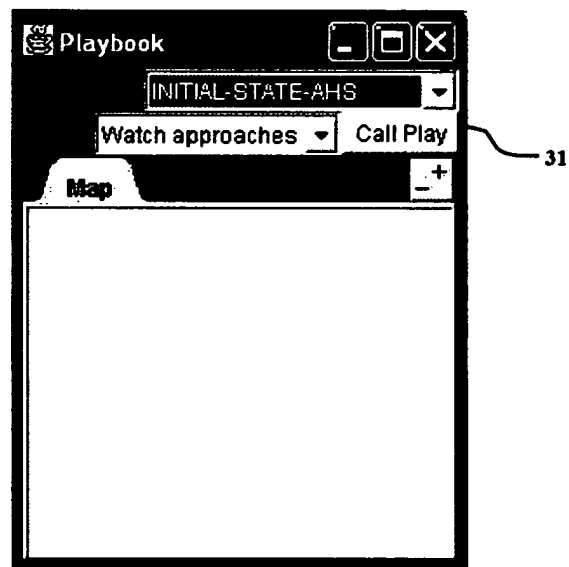 Playbook
INITIAL-STATE-AHS
Watch approaches Call Play
31
Map